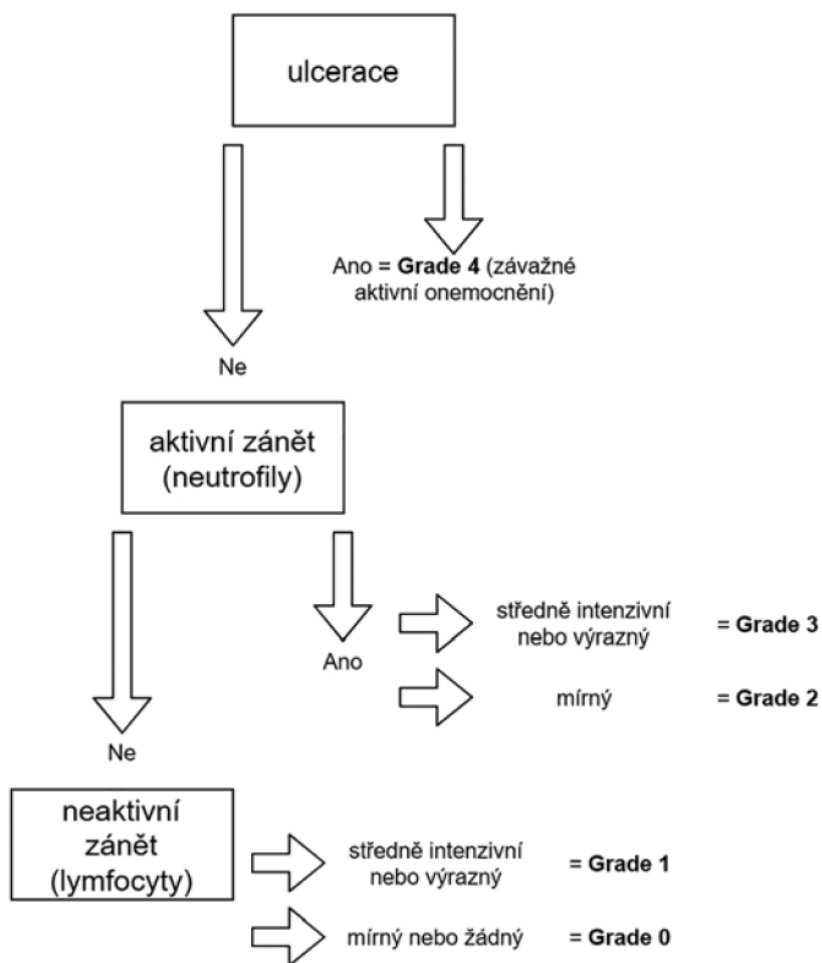 ulcerace
Ano = Grade 4 (závažné
aktivní onemocnění)
Ne
aktivní zánět
(neutrofily)
středně intenzivní
nebo výrazný = Grade 3
Ano
mírný = Grade 2
Ne
neaktivní
zánět
(lymfocyty)
středně intenzivní
nebo výrazný = Grade 1
mírný nebo žádný = Grade 0